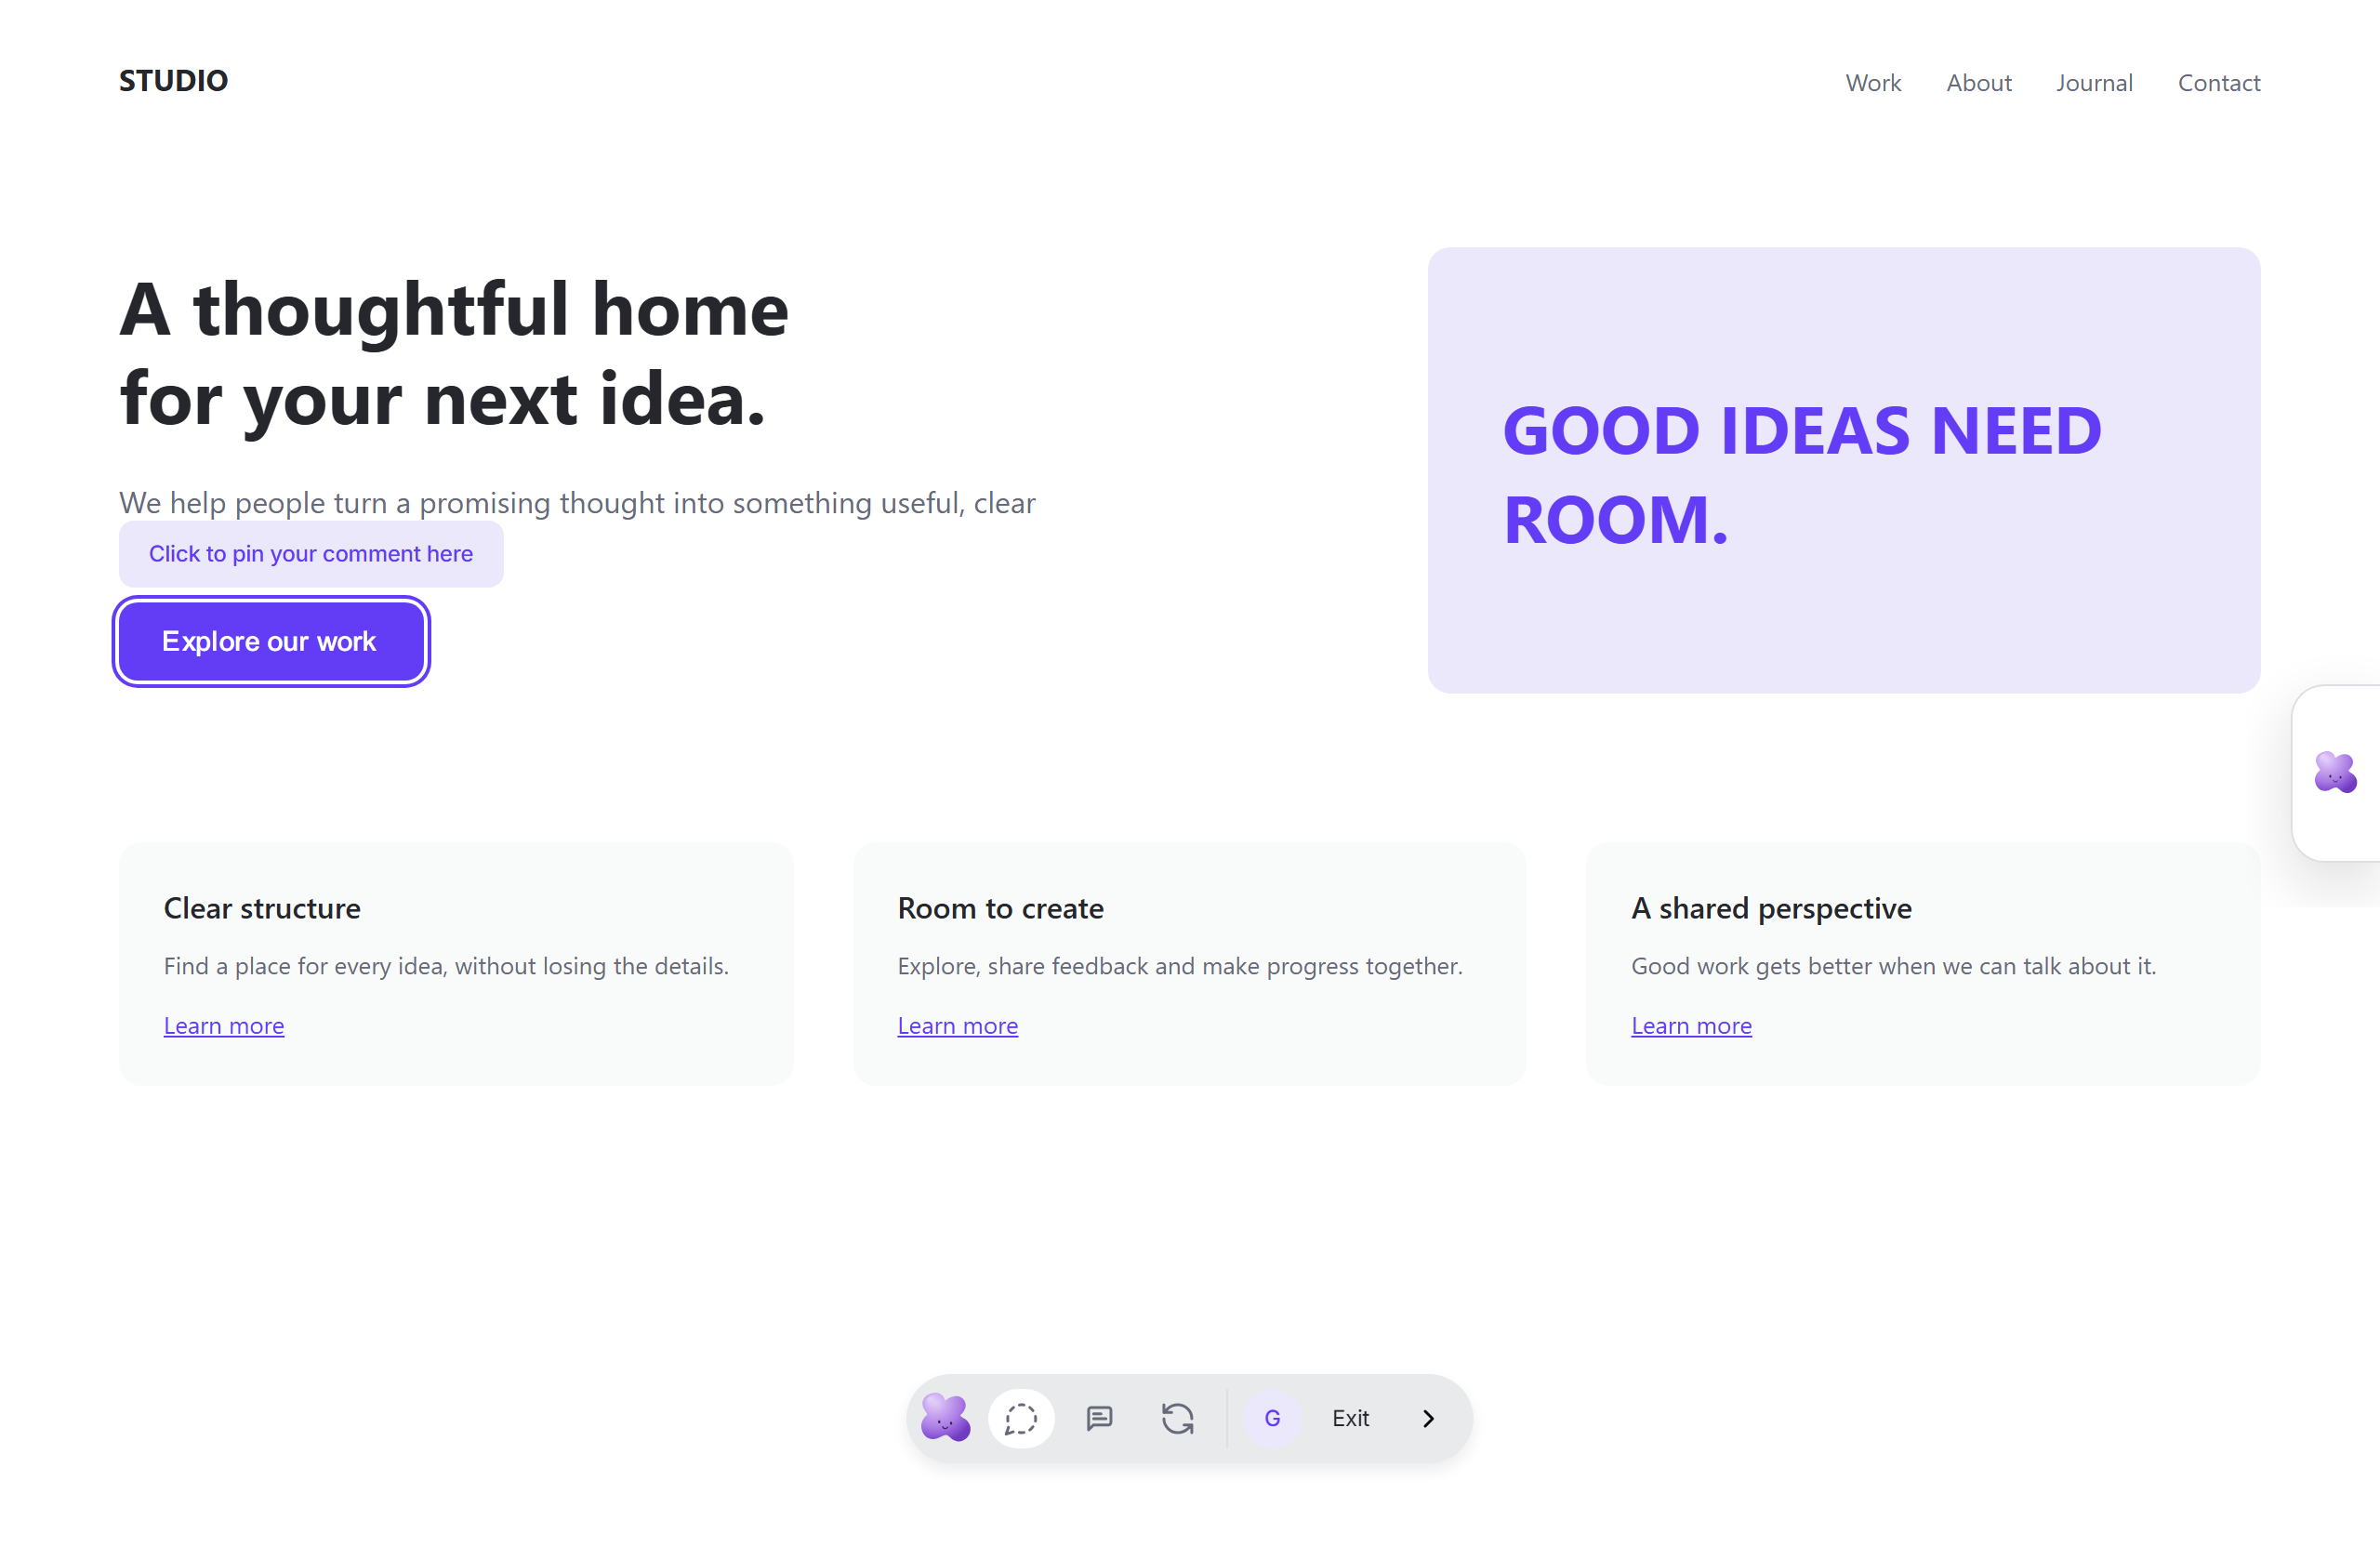 STUDIO
Work
About
Journal
Contact
A thoughtful home
for your next idea.
We help people turn a promising thought into something useful, clear
Click to pin your comment here
Explore our work
GOOD IDEAS NEED
ROOM.
Clear structure
Find a place for every idea, without losing the details.
Learn more
Room to create
Explore, share feedback and make progress together.
Learn more
A shared perspective
Good work gets better when we can talk about it.
Learn more
G
Exit